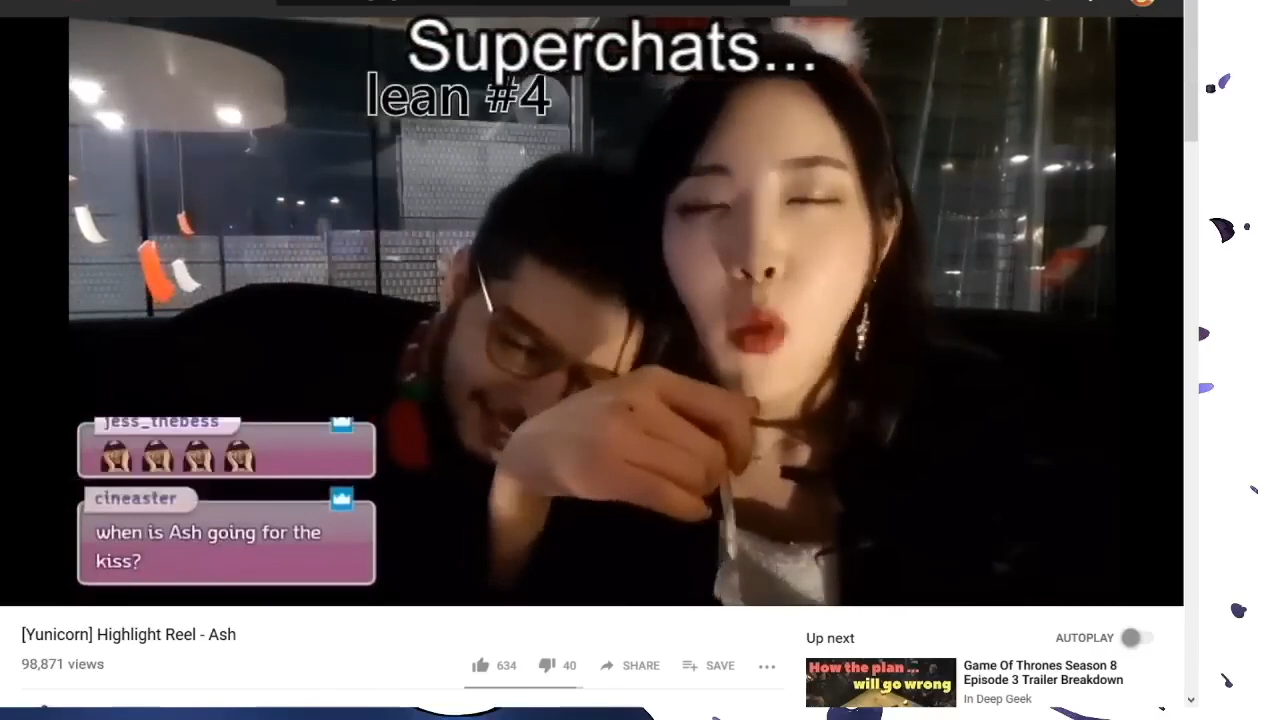 Superchats...
lean #4
jess_thebess
cineaster
when is Ash going for the
kiss?
[Yunicorn] Highlight Reel - Ash
98,871 views
634
40
SHARE
SAVE
Up next
AUTOPLAY
How the plan ...
will go wrong
Game Of Thrones Season 8
Episode 3 Trailer Breakdown
In Deep Geek